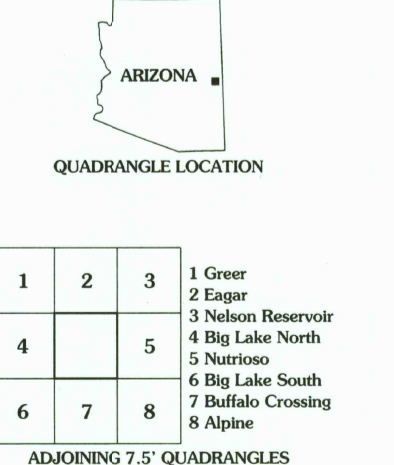 ARIZONA
QUADRANGLE LOCATION
1 2 3
4 5
6 7 8
1 Greer
2 Eagar
3 Nelson Reservoir
4 Big Lake North
5 Nutrioso
6 Big Lake South
7 Buffalo Crossing
8 Alpine
ADJOINING 7.5' QUADRANGLES